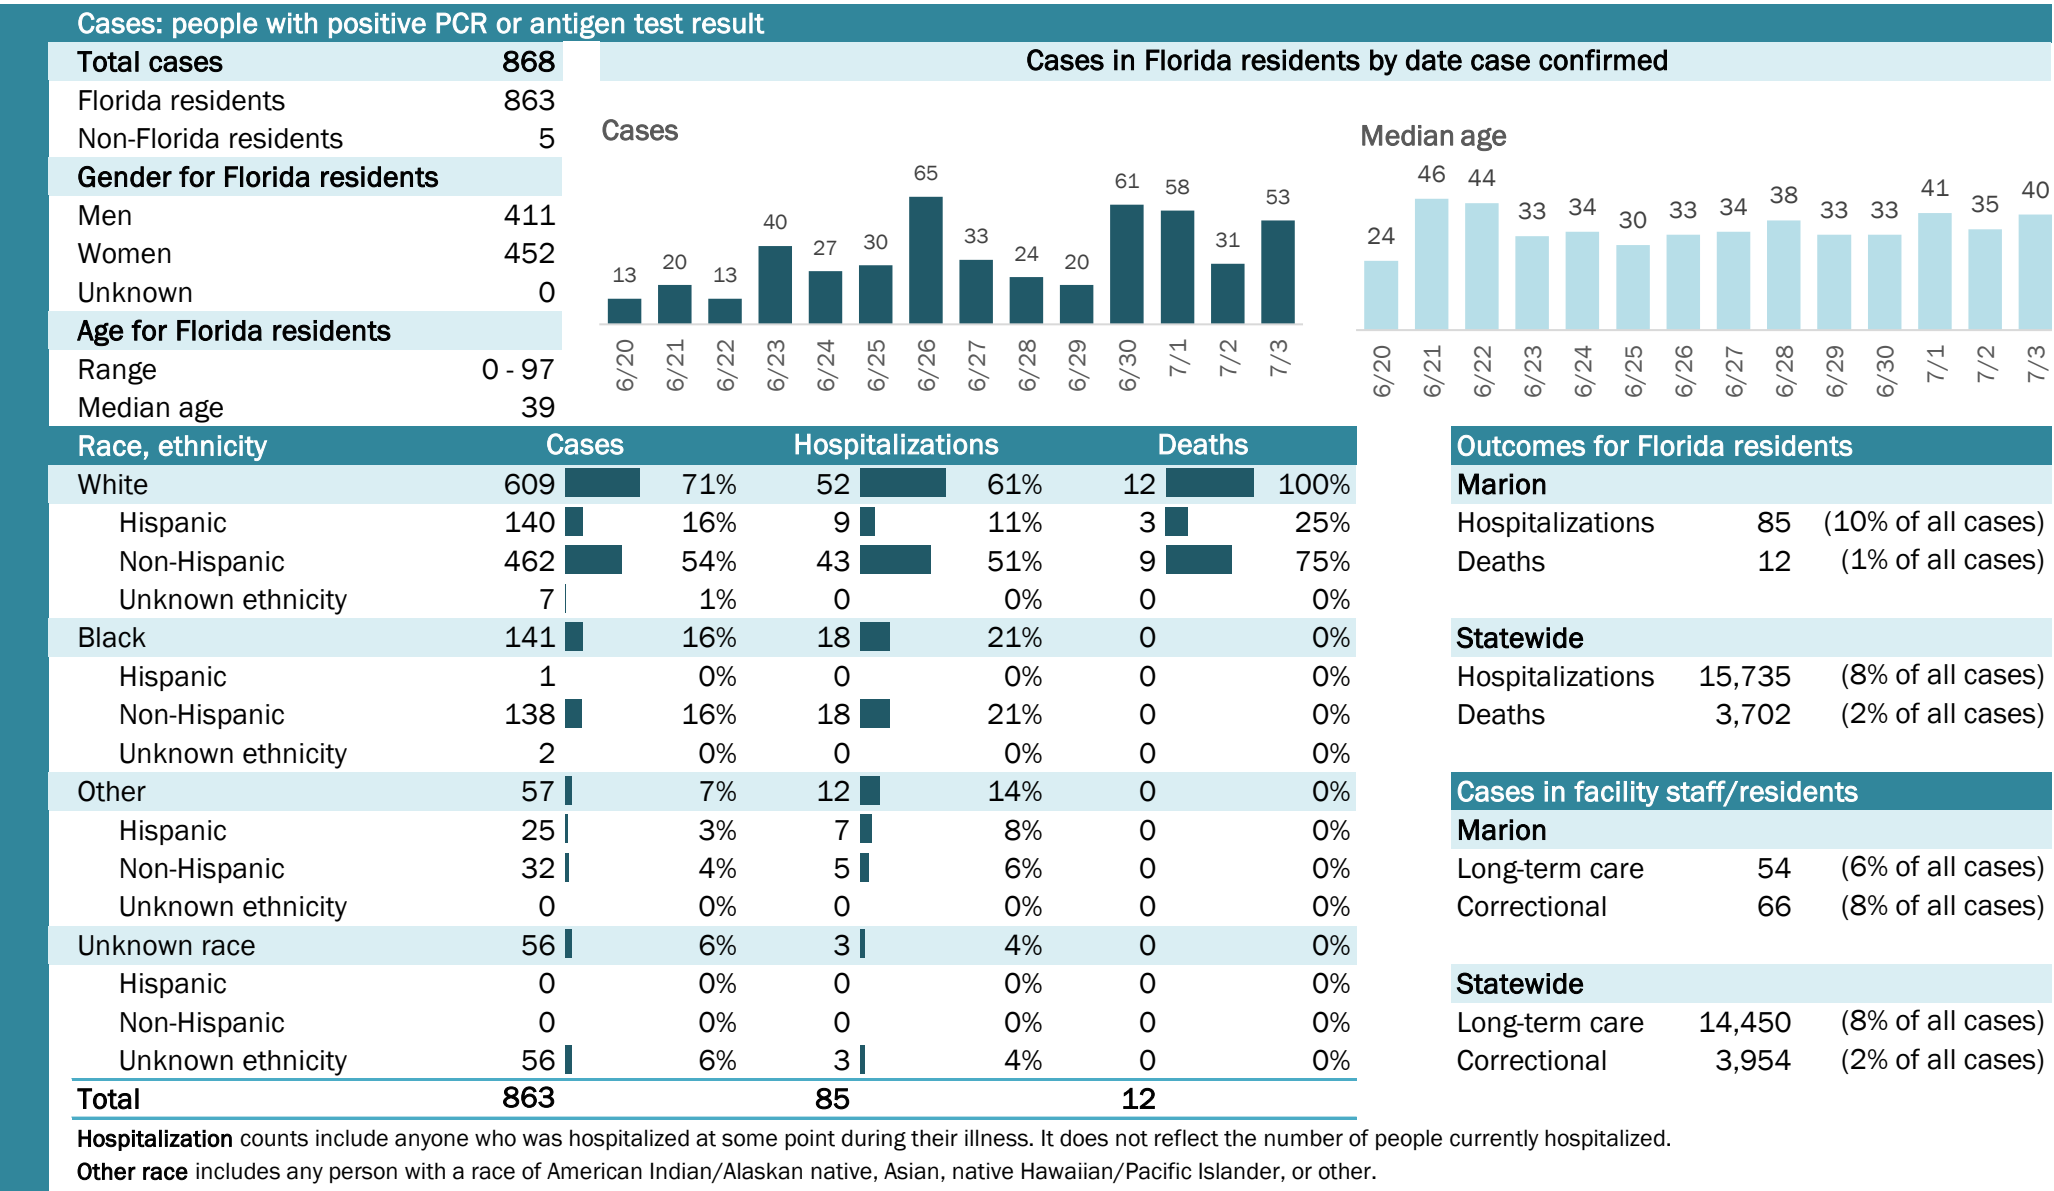 Cases: people with positive PCR or antigen test result
Total cases 868
Florida residents 863
Non-Florida residents 5
Gender for Florida residents
Men 411
Women 452
Unknown 0
Age for Florida residents
Range 0 - 97
Median age 39
Cases in Florida residents by date case confirmed
Cases
13 20 13 40 27 30 65 33 24 20 61 58 31 53
6/20 6/21 6/22 6/23 6/24 6/25 6/26 6/27 6/28 6/29 6/30 7/1 7/2 7/3
Median age
24 46 44 33 34 30 33 34 38 33 33 41 35 40
6/20 6/21 6/22 6/23 6/24 6/25 6/26 6/27 6/28 6/29 6/30 7/1 7/2 7/3
Race, ethnicity Cases Hospitalizations Deaths
White 609 71% 52 61% 12 100%
Hispanic 140 16% 9 11% 3 25%
Non-Hispanic 462 54% 43 51% 9 75%
Unknown ethnicity 7 1% 0 0% 0 0%
Black 141 16% 18 21% 0 0%
Hispanic 1 0% 0 0% 0 0%
Non-Hispanic 138 16% 18 21% 0 0%
Unknown ethnicity 2 0% 0 0% 0 0%
Other 57 7% 12 14% 0 0%
Hispanic 25 3% 7 8% 0 0%
Non-Hispanic 32 4% 5 6% 0 0%
Unknown ethnicity 0 0% 0 0% 0 0%
Unknown race 56 6% 3 4% 0 0%
Hispanic 0 0% 0 0% 0 0%
Non-Hispanic 0 0% 0 0% 0 0%
Unknown ethnicity 56 6% 3 4% 0 0%
Total 863 85 12
Outcomes for Florida residents
Marion
Hospitalizations 85 (10% of all cases)
Deaths 12 (1% of all cases)
Statewide
Hospitalizations 15,735 (8% of all cases)
Deaths 3,702 (2% of all cases)
Cases in facility staff/residents
Marion
Long-term care 54 (6% of all cases)
Correctional 66 (8% of all cases)
Statewide
Long-term care 14,450 (8% of all cases)
Correctional 3,954 (2% of all cases)
Hospitalization counts include anyone who was hospitalized at some point during their illness. It does not reflect the number of people currently hospitalized.
Other race includes any person with a race of American Indian/Alaskan native, Asian, native Hawaiian/Pacific Islander, or other.